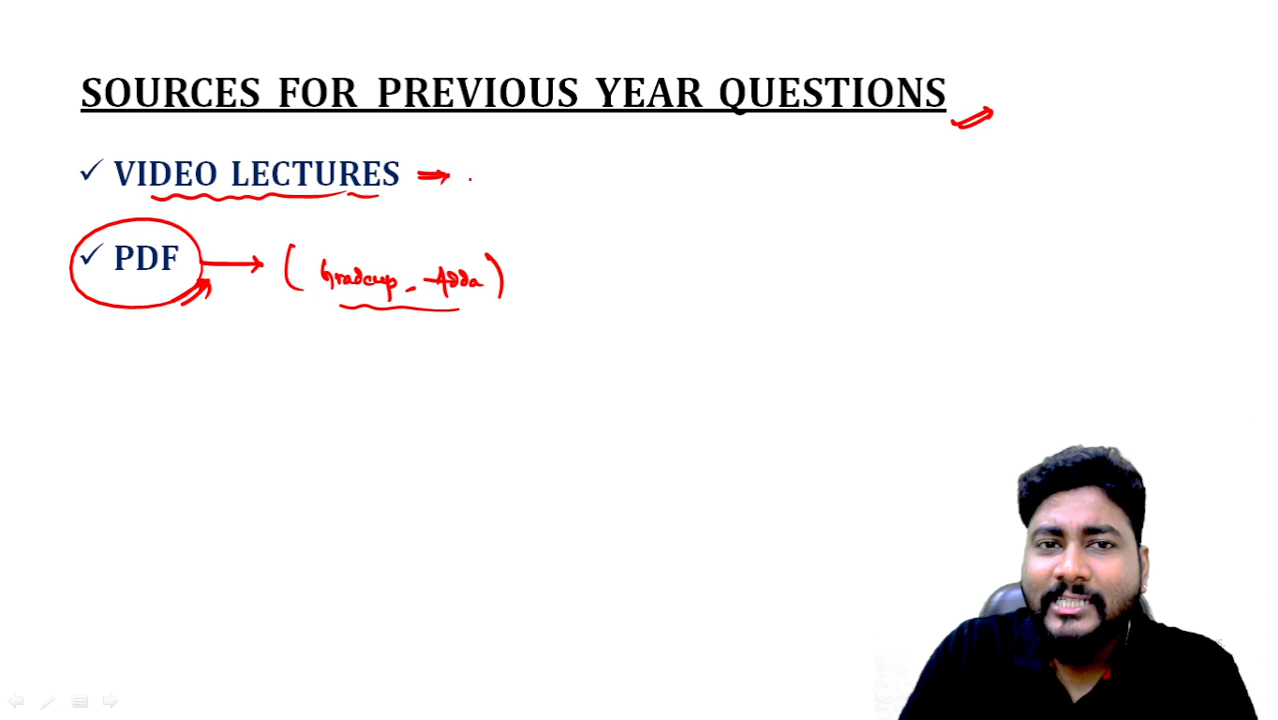 SOURCES FOR PREVIOUS YEAR QUESTIONS
✓ VIDEO LECTURES →
✓ PDF → (Gradeup, Adda)